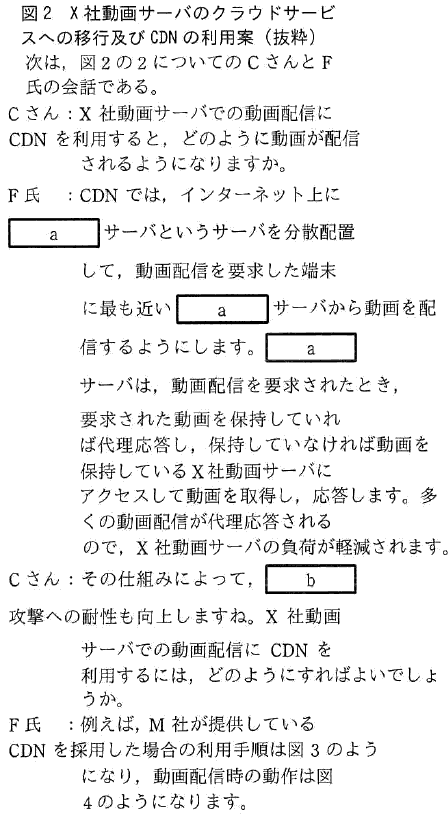 図2 X社動画サーバのクラウドサービ
スへの移行及びCDNの利用案（抜粋）
次は，図2の2についてのCさんとF
氏の会話である。
Cさん：X 社動画サーバでの動画配信に
CDN を利用すると，どのように動画が配信
されるようになりますか。
F氏　：CDN では，インターネット上に
a サーバというサーバを分散配置
して，動画配信を要求した端末
に最も近い a サーバから動画を配
信するようにします。 a
サーバは，動画配信を要求されたとき，
要求された動画を保持していれ
ば代理応答し，保持していなければ動画を
保持しているX社動画サーバに
アクセスして動画を取得し，応答します。多
くの動画配信が代理応答される
ので，X 社動画サーバの負荷が軽減されます。
Cさん：その仕組みによって， b
攻撃への耐性も向上しますね。X 社動画
サーバでの動画配信に CDN を
利用するには，どのようにすればよいでしょ
うか。
F氏　：例えば，M 社が提供している
CDN を採用した場合の利用手順は図 3 のよう
になり，動画配信時の動作は図
4 のようになります。